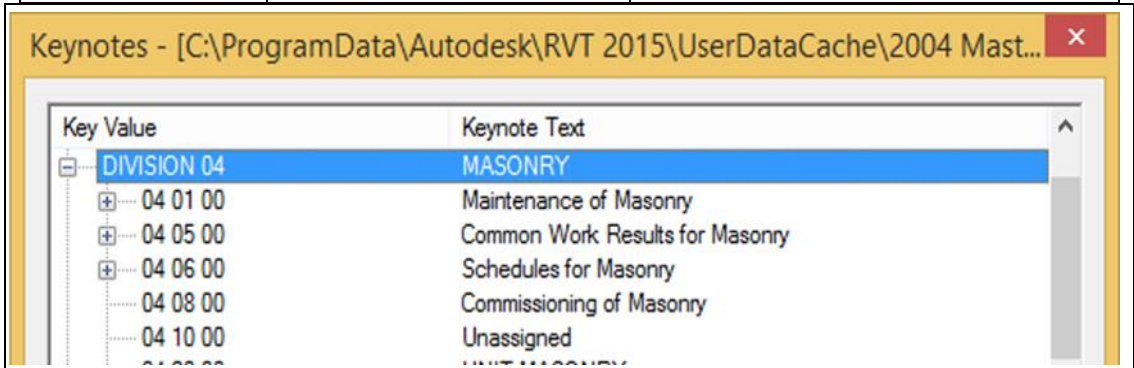 Keynotes - [C:\ProgramData\Autodesk\RVT 2015\UserDataCache\2004 Mast...
Key Value Keynote Text
DIVISION 04 MASONRY
04 01 00 Maintenance of Masonry
04 05 00 Common Work Results for Masonry
04 06 00 Schedules for Masonry
04 08 00 Commissioning of Masonry
04 10 00 Unassigned